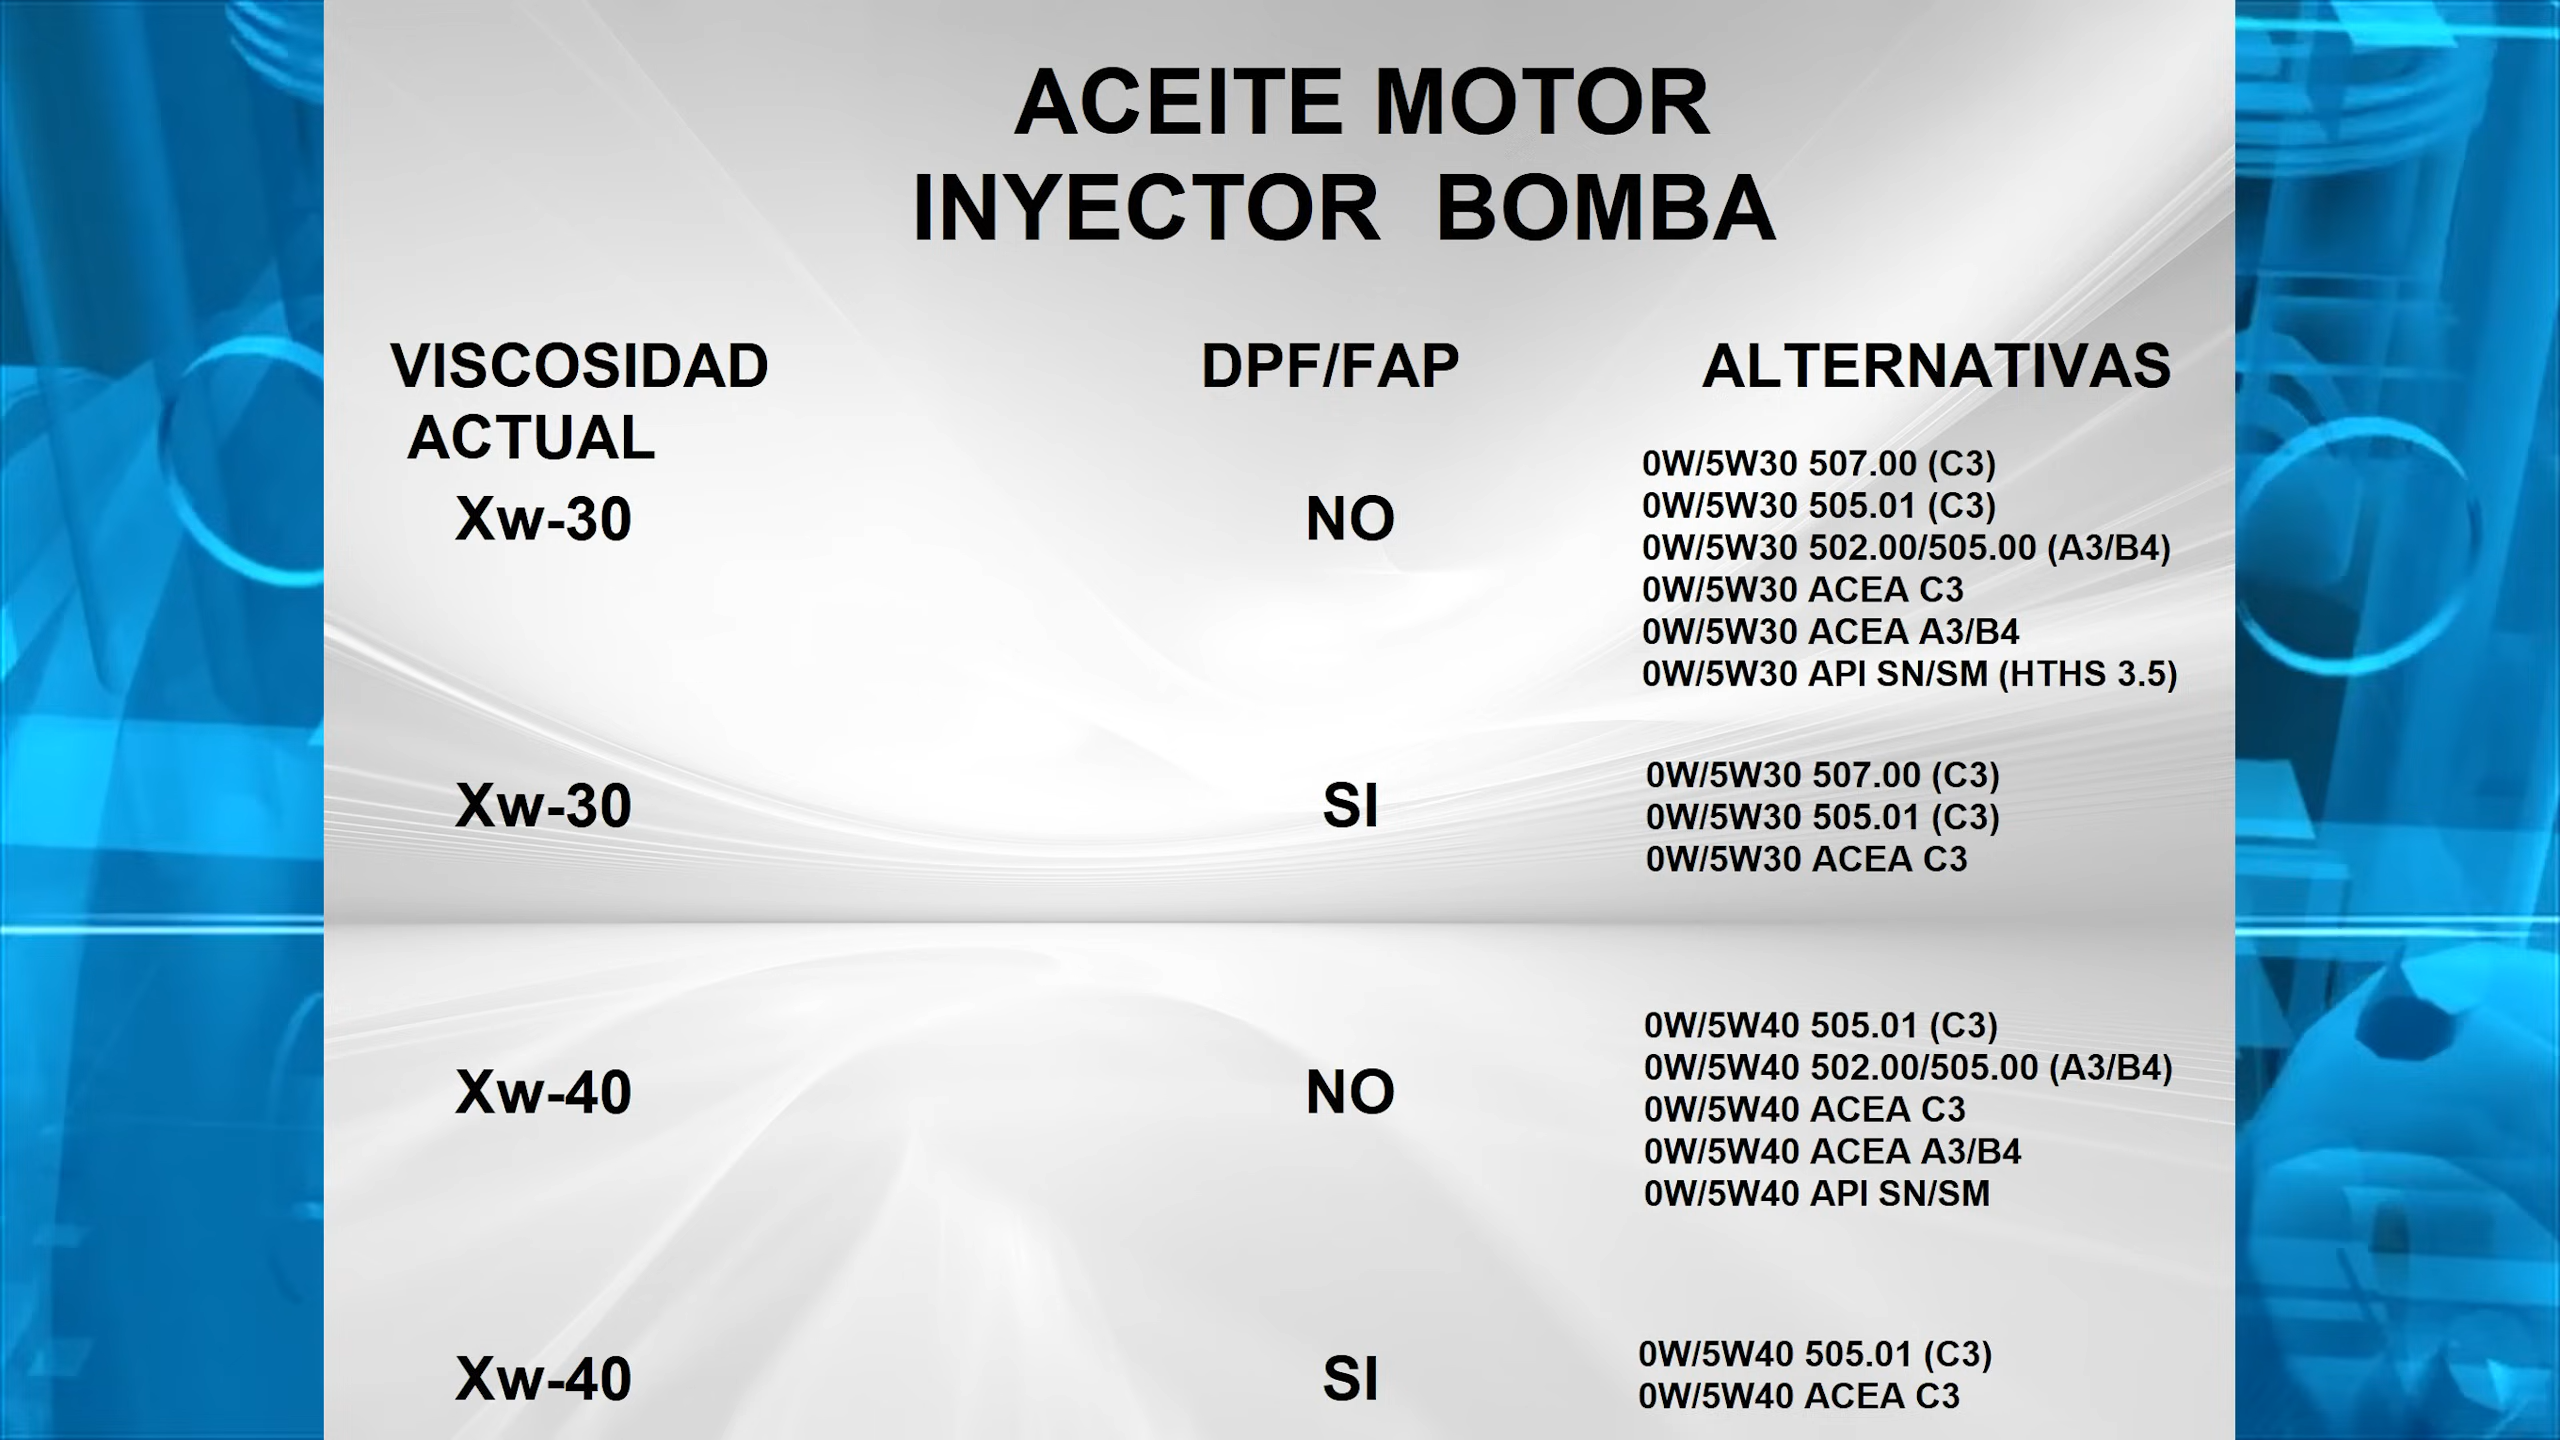 ACEITE MOTOR
INYECTOR BOMBA
VISCOSIDAD ACTUAL
DPF/FAP
ALTERNATIVAS
Xw-30
NO
0W/5W30 507.00 (C3)
0W/5W30 505.01 (C3)
0W/5W30 502.00/505.00 (A3/B4)
0W/5W30 ACEA C3
0W/5W30 ACEA A3/B4
0W/5W30 API SN/SM (HTHS 3.5)
Xw-30
SI
0W/5W30 507.00 (C3)
0W/5W30 505.01 (C3)
0W/5W30 ACEA C3
Xw-40
NO
0W/5W40 505.01 (C3)
0W/5W40 502.00/505.00 (A3/B4)
0W/5W40 ACEA C3
0W/5W40 ACEA A3/B4
0W/5W40 API SN/SM
Xw-40
SI
0W/5W40 505.01 (C3)
0W/5W40 ACEA C3